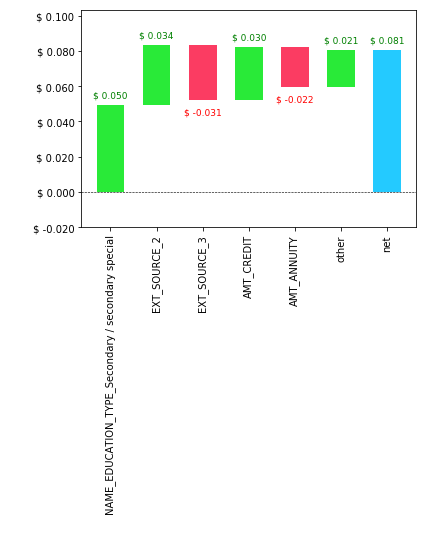 $ 0.100
$ 0.080
$ 0.060
$ 0.040
$ 0.020
$ 0.000
$ -0.020
$ 0.050
$ 0.034
$ -0.031
$ 0.030
$ -0.022
$ 0.021
$ 0.081
NAME_EDUCATION_TYPE_Secondary / secondary special
EXT_SOURCE_2
EXT_SOURCE_3
AMT_CREDIT
AMT_ANNUITY
other
net